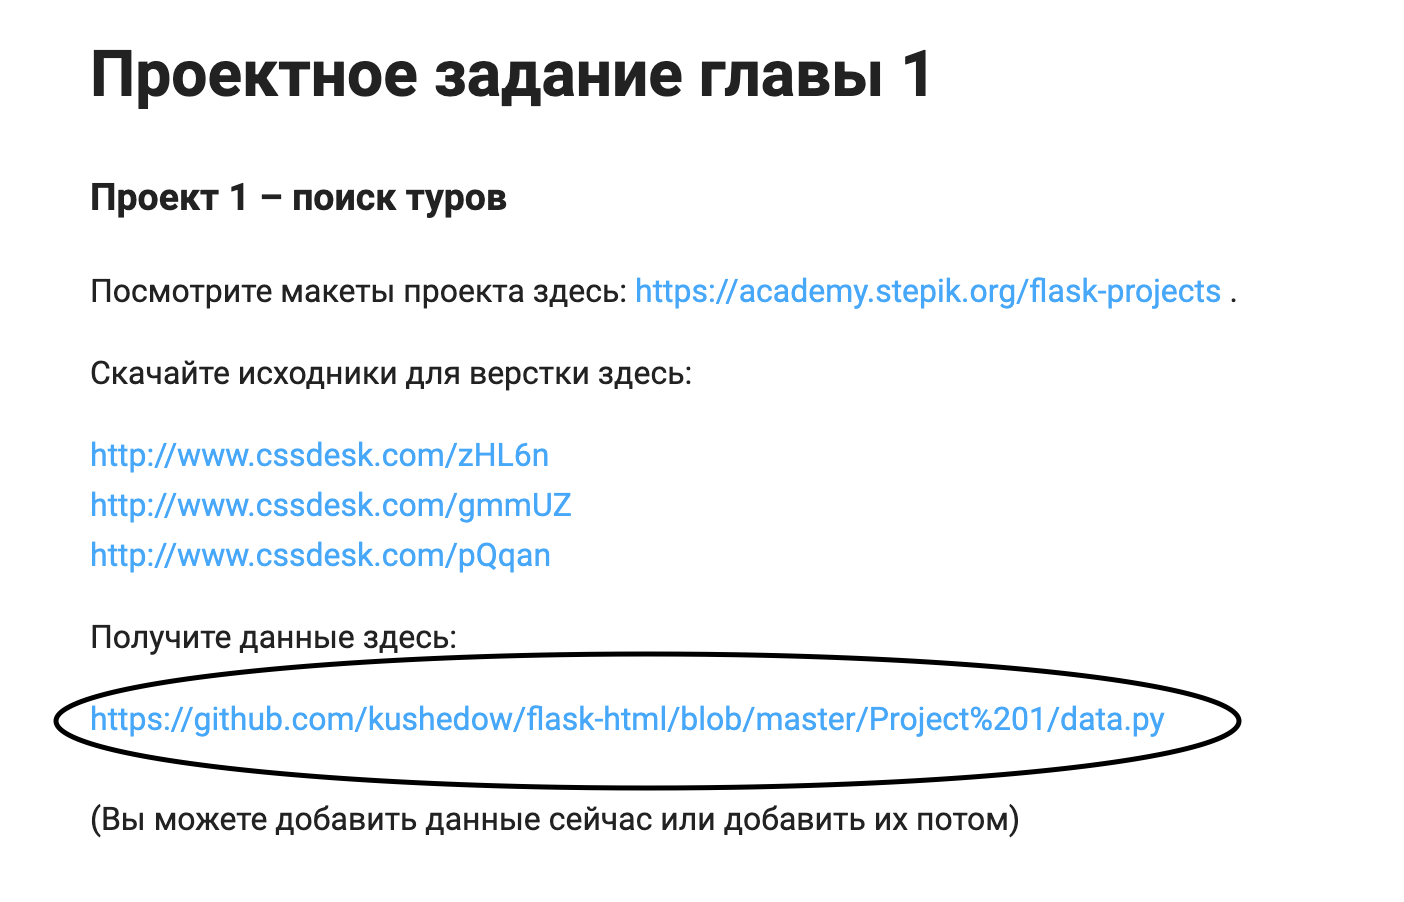 Проектное задание главы 1
Проект 1 – поиск туров
Посмотрите макеты проекта здесь: https://academy.stepik.org/flask-projects .
Скачайте исходники для верстки здесь:
http://www.cssdesk.com/zHL6n
http://www.cssdesk.com/gmmUZ
http://www.cssdesk.com/pQqan
Получите данные здесь:
https://github.com/kushedow/flask-html/blob/master/Project%201/data.py
(Вы можете добавить данные сейчас или добавить их потом)